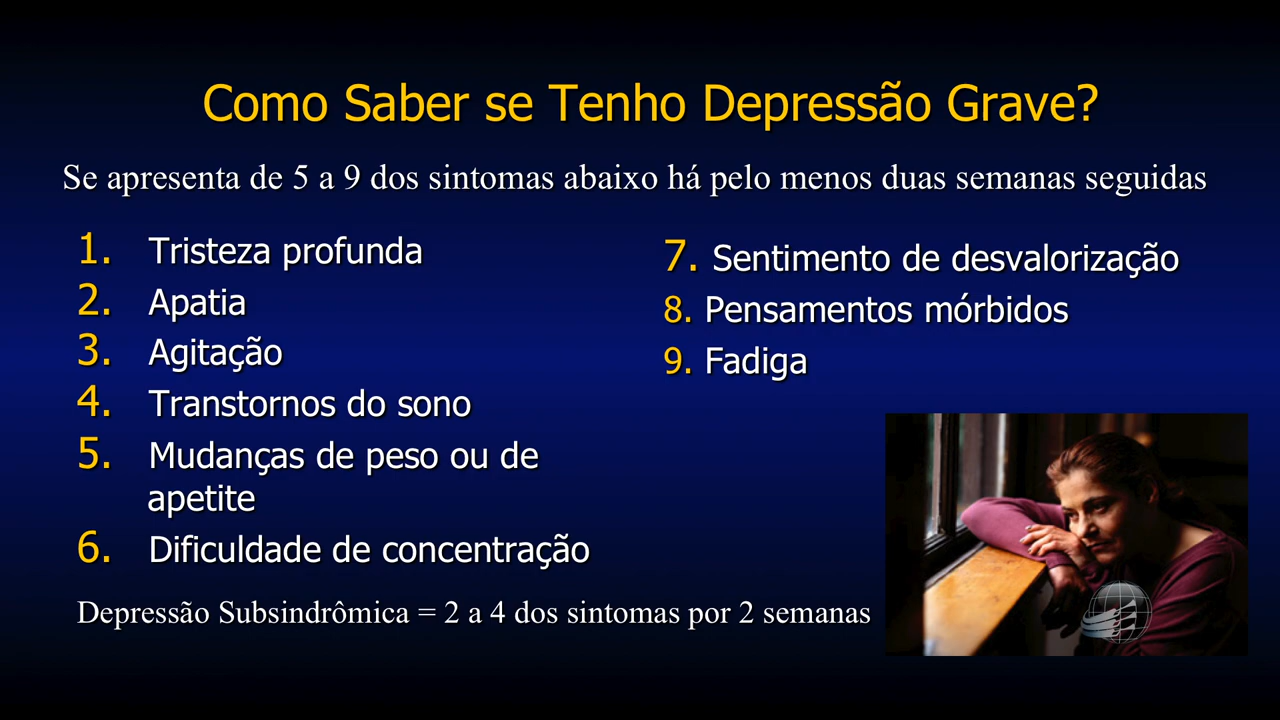 Como Saber se Tenho Depressão Grave?
Se apresenta de 5 a 9 dos sintomas abaixo há pelo menos duas semanas seguidas
1. Tristeza profunda
2. Apatia
3. Agitação
4. Transtornos do sono
5. Mudanças de peso ou de
apetite
6. Dificuldade de concentração
7. Sentimento de desvalorização
8. Pensamentos mórbidos
9. Fadiga
Depressão Subsindrômica = 2 a 4 dos sintomas por 2 semanas